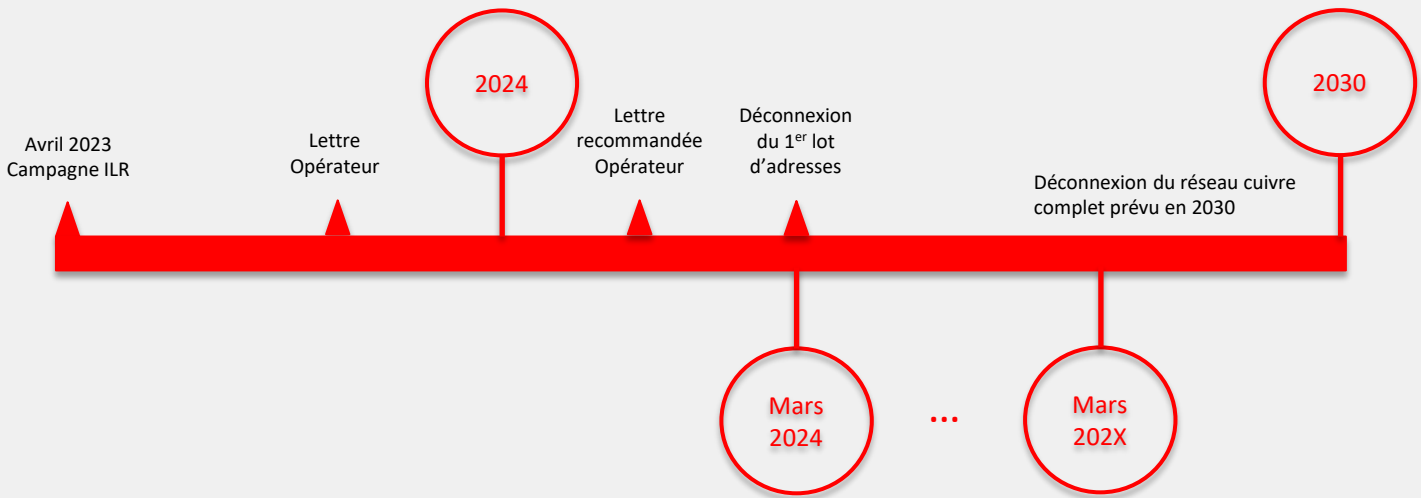 2024
2030
Avril 2023
Campagne ILR
Lettre
Opérateur
Lettre
recommandée
Opérateur
Déconnexion
du 1er lot
d’adresses
Déconnexion du réseau cuivre
complet prévu en 2030
Mars
2024
...
Mars
202X